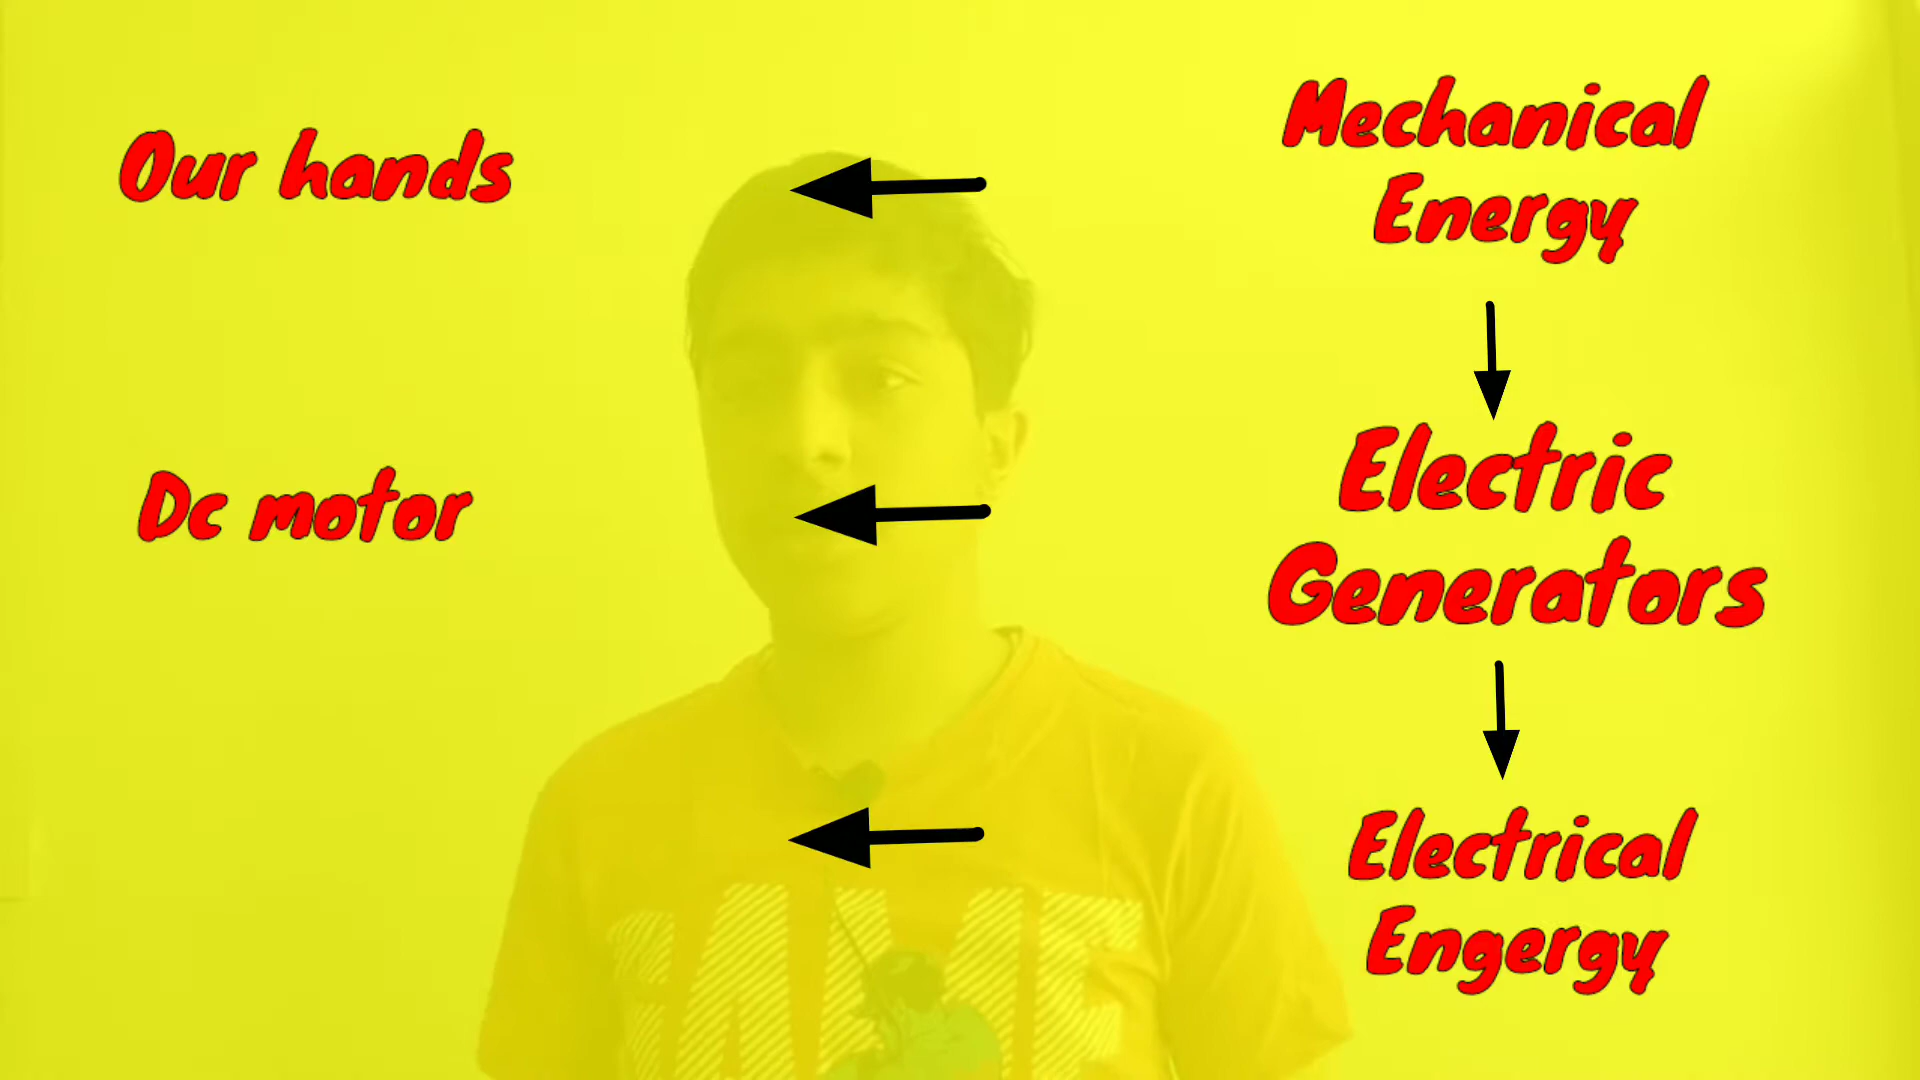 Our hands
Mechanical
Energy
Dc motor
Electric
Generators
Electrical
Engergy